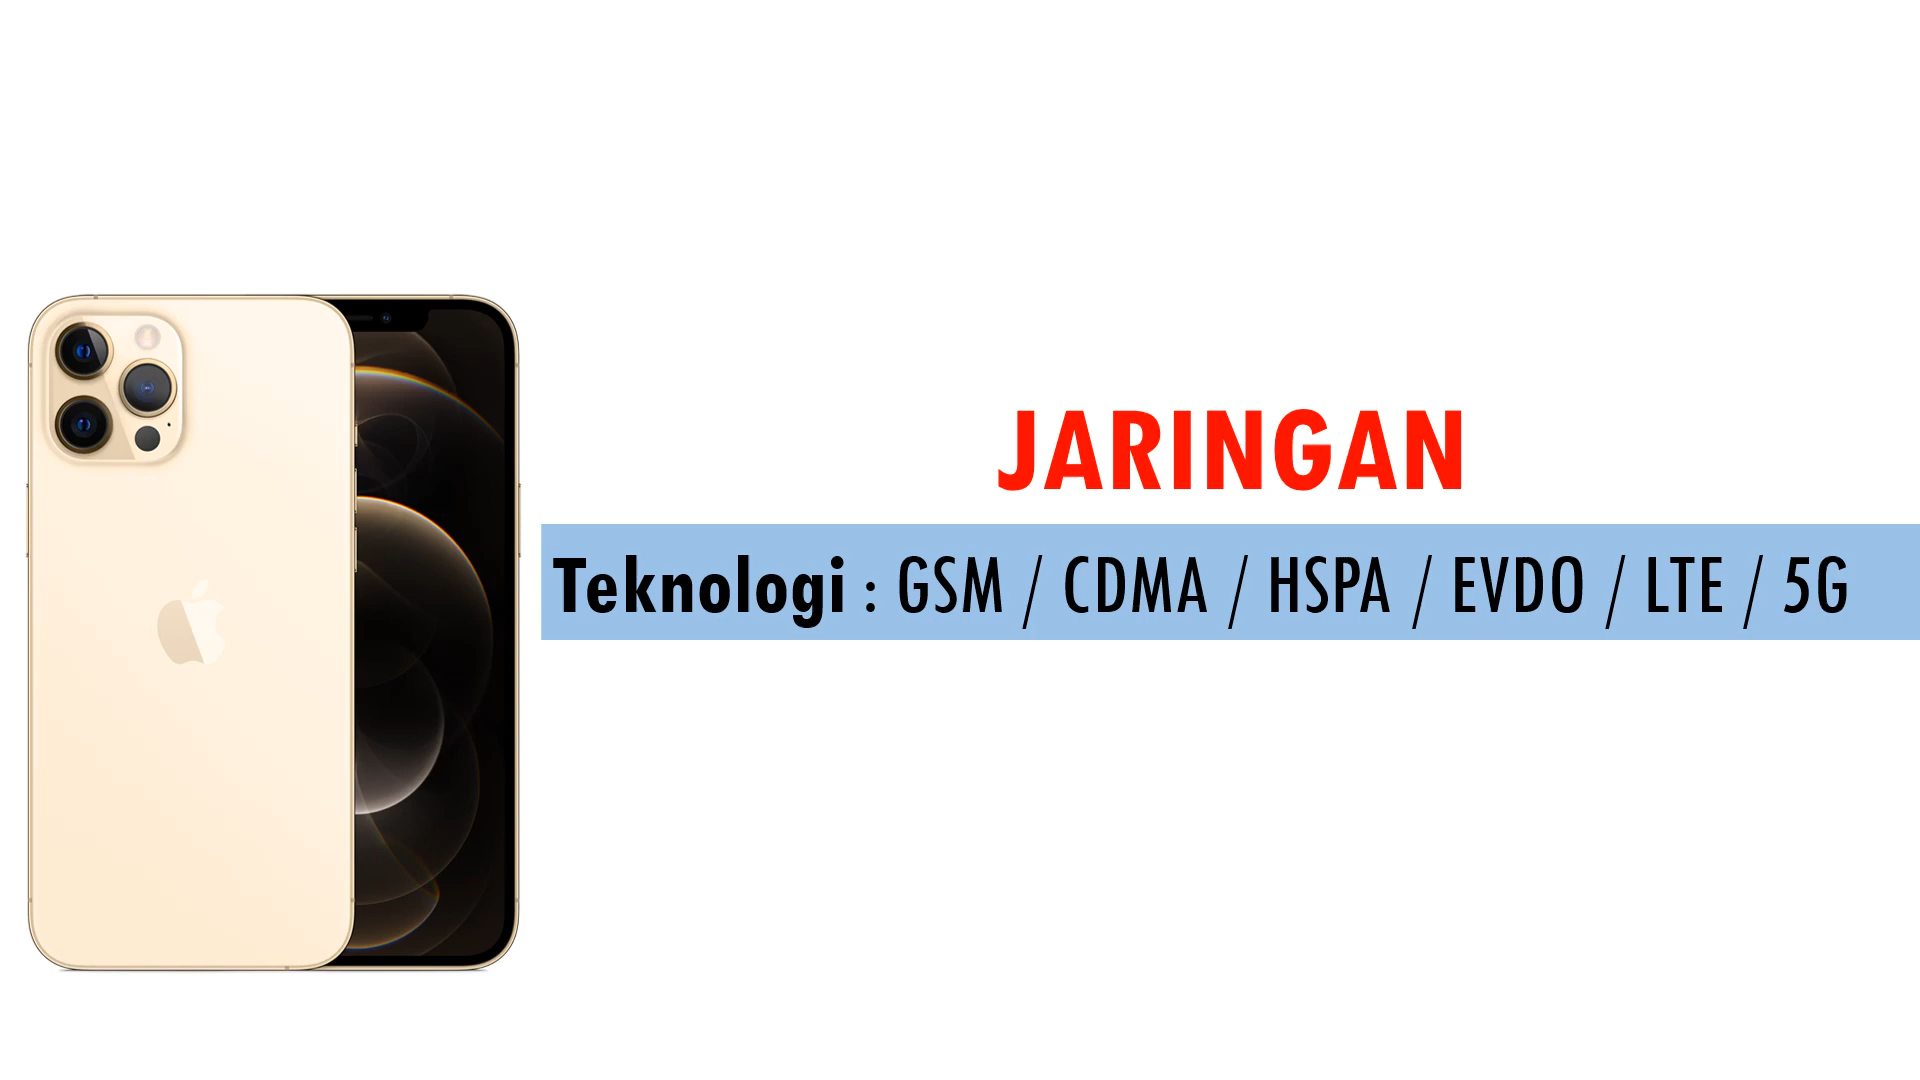 JARINGAN
Teknologi : GSM / CDMA / HSPA / EVDO / LTE / 5G